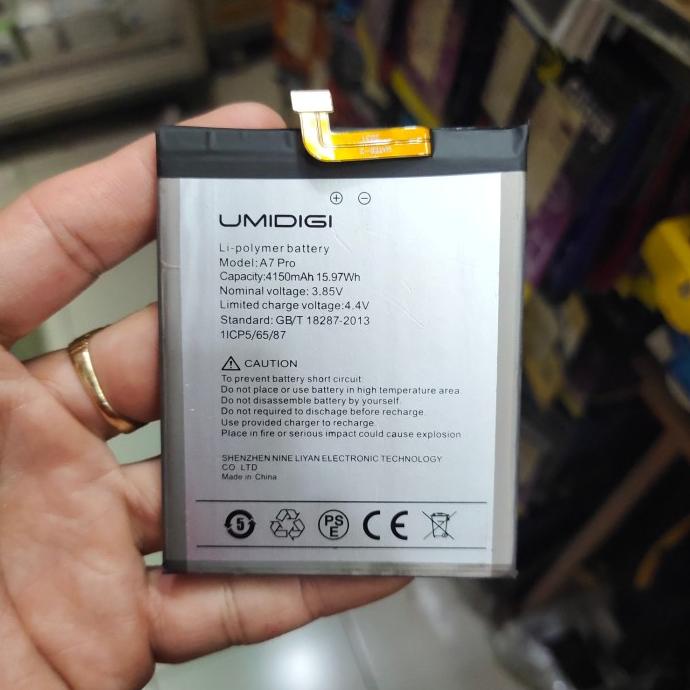 ⊕ ⊖
UMIDIGI
Li-polymer battery
Model: A7 Pro
Capacity:4150mAh 15.97Wh
Nominal voltage: 3.85V
Limited charge voltage:4.4V
Standard: GB/T 18287-2013
1ICP5/65/87
CAUTION
To prevent battery short circuit.
Do not place or use battery in high temperature area
Do not disassemble battery by yourself.
Do not required to dischage before recharge.
Use provided charger to recharge.
Place in fire or serious impact could cause explosion
SHENZHEN NINE LIYAN ELECTRONIC TECHNOLOGY
CO. LTD
Made in China
5 PS E CE